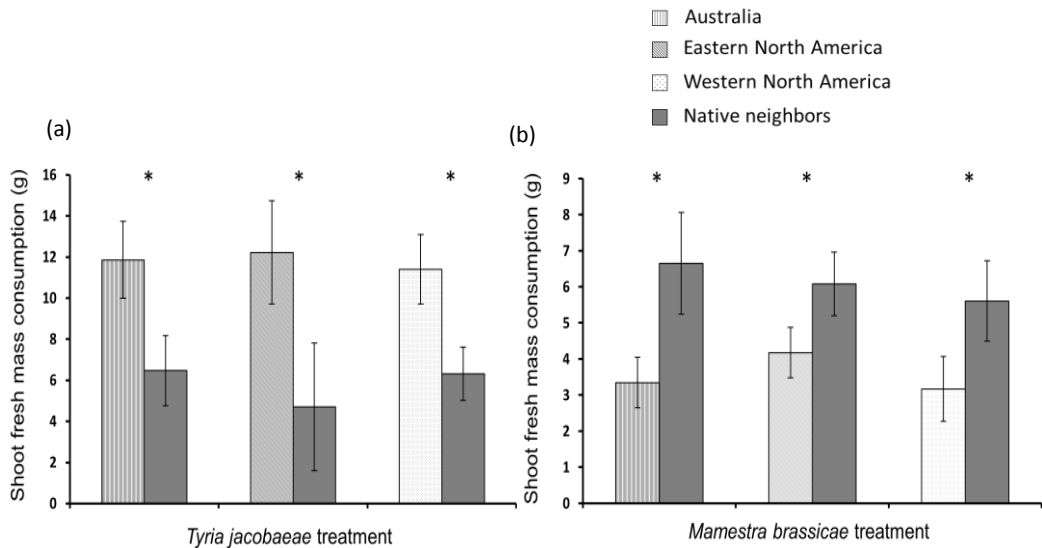 Australia
Eastern North America
Western North America
Native neighbors
(a)
Shoot fresh mass consumption (g)
16
14
12
10
8
6
4
2
0
*
*
*
Tyria jacobaeae treatment
(b)
Shoot fresh mass consumption (g)
9
8
7
6
5
4
3
2
1
0
*
*
*
Mamestra brassicae treatment